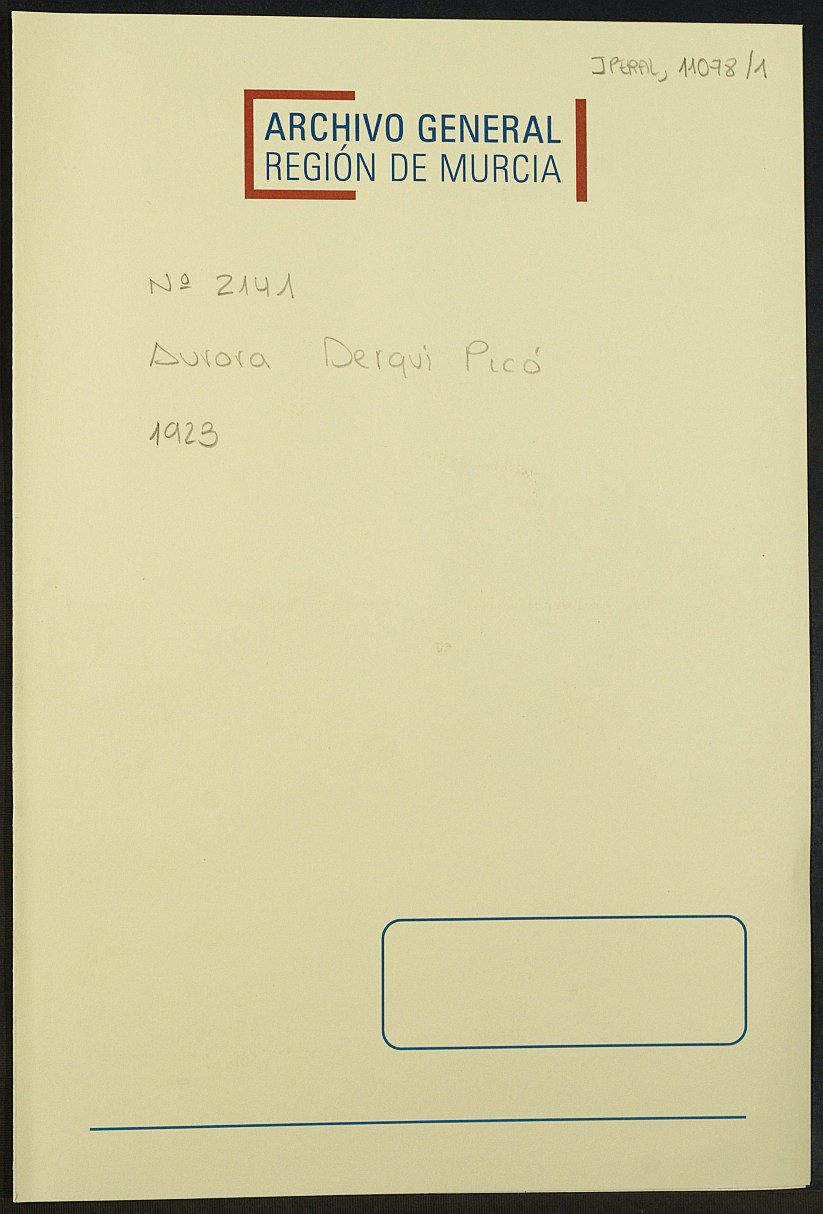 JPERAL, 11078/1
ARCHIVO GENERAL
REGIÓN DE MURCIA
Nº 2141
Aurora Derqui Picó
1923